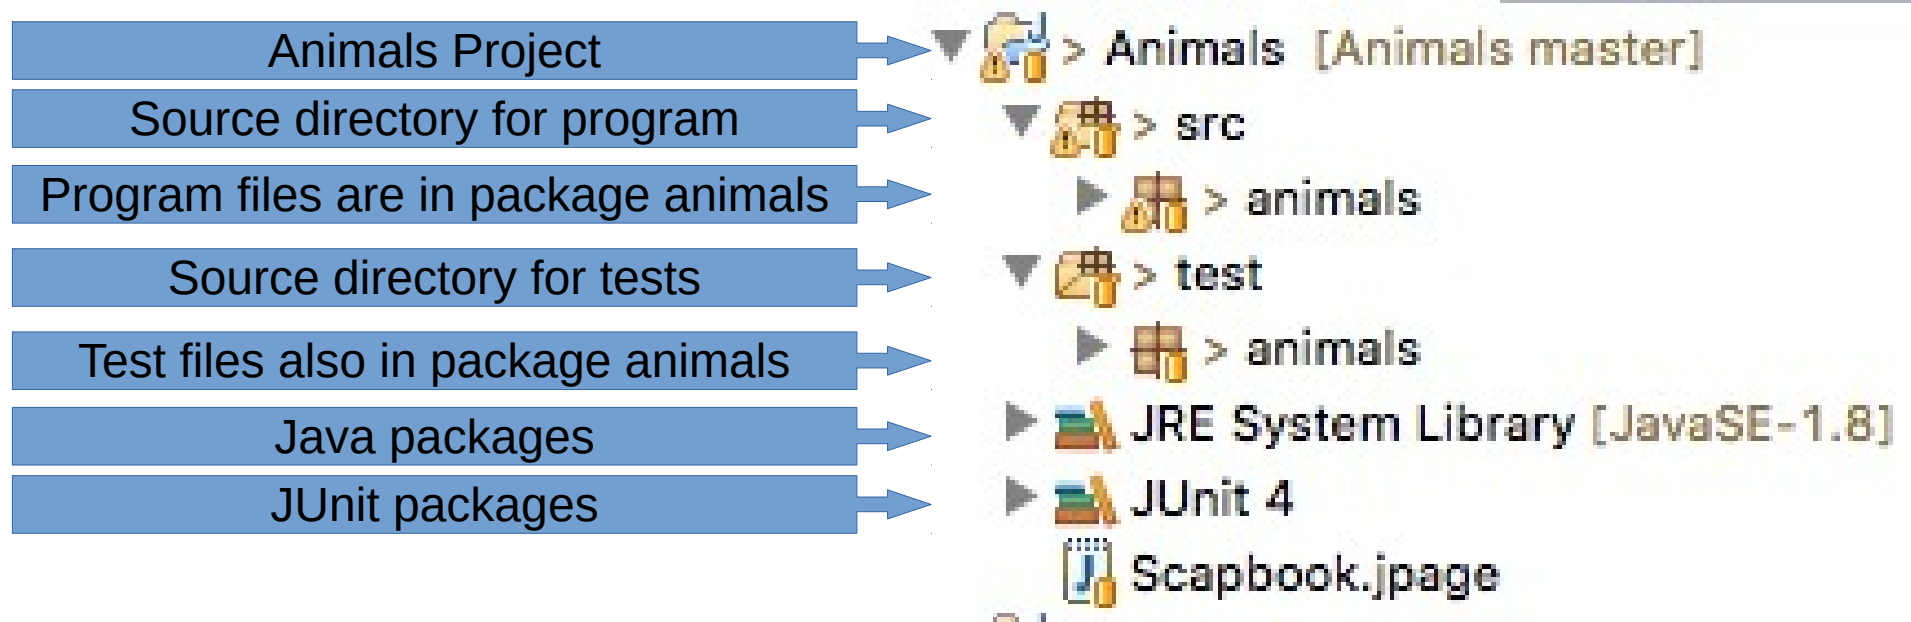 Animals Project
> Animals [Animals master]
Source directory for program
> src
Program files are in package animals
> animals
Source directory for tests
> test
Test files also in package animals
> animals
Java packages
JRE System Library [JavaSE-1.8]
JUnit packages
JUnit 4
Scapbook.jpage